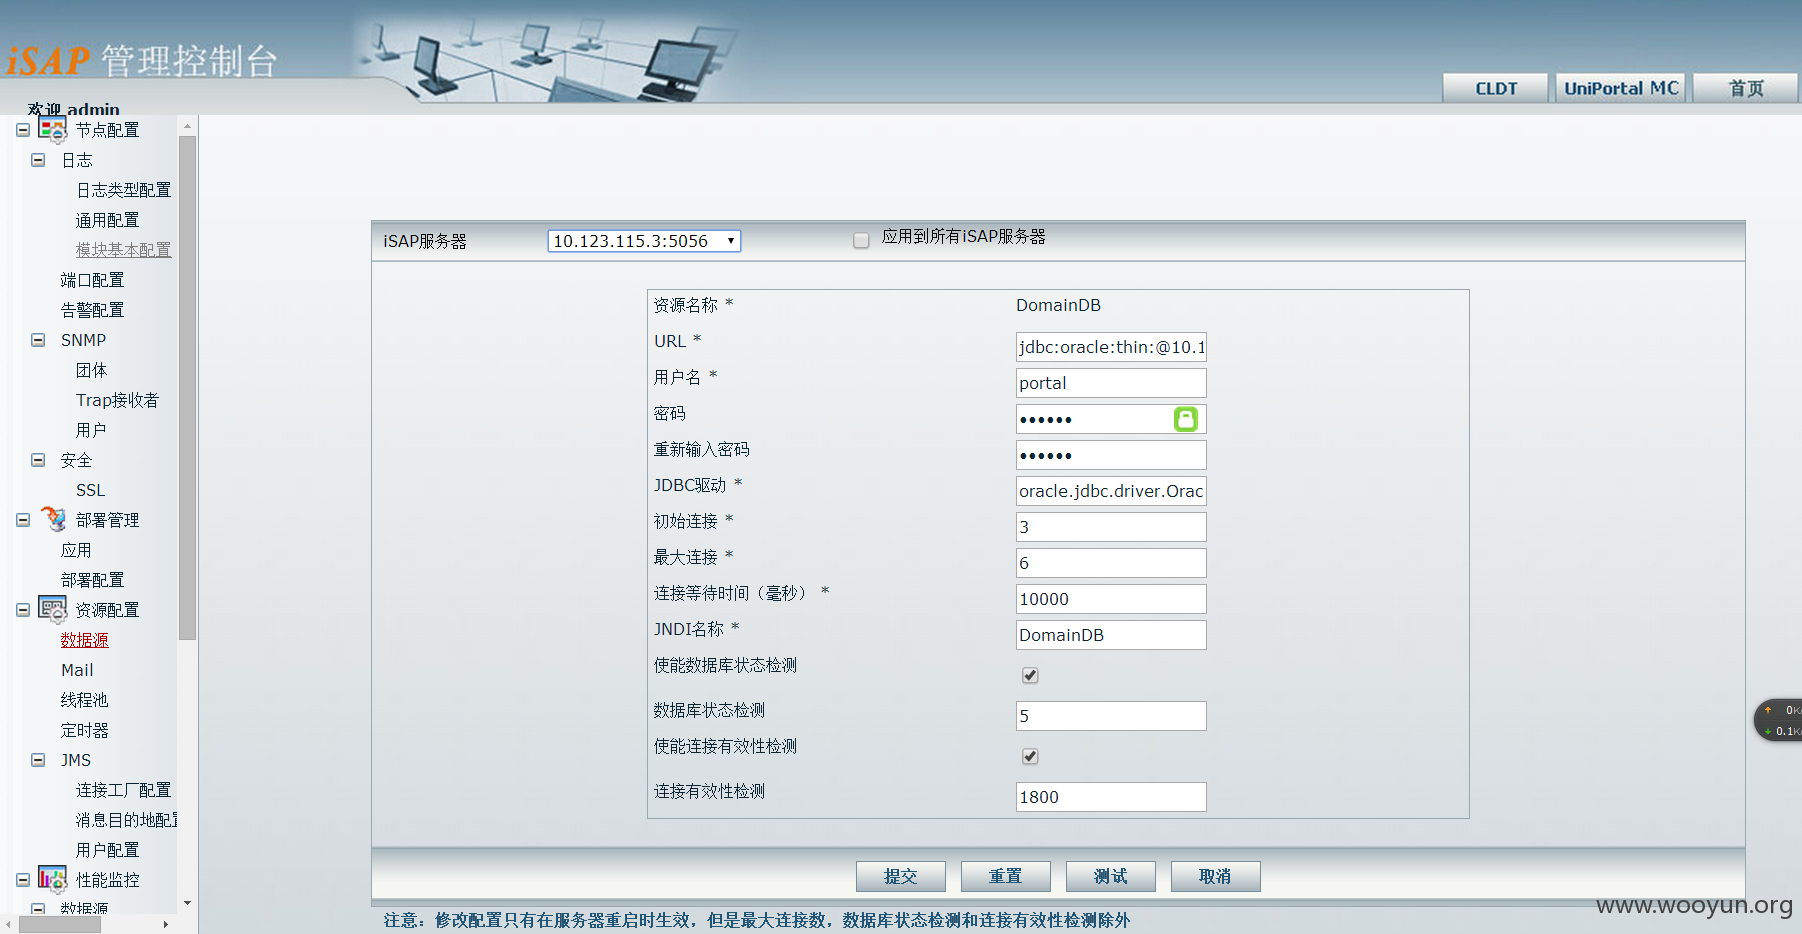 iSAP 管理控制台
CLDT
UniPortal MC
首页
欢迎 admin
节点配置
日志
日志类型配置
通用配置
模块基本配置
端口配置
告警配置
SNMP
团体
Trap接收者
用户
安全
SSL
部署管理
应用
部署配置
资源配置
数据源
Mail
线程池
定时器
JMS
连接工厂配置
消息目的地配置
用户配置
性能监控
数据源
iSAP服务器
10.123.115.3:5056
应用到所有iSAP服务器
资源名称 *
DomainDB
URL *
jdbc:oracle:thin:@10.1
用户名 *
portal
密码
••••••
重新输入密码
••••••
JDBC驱动 *
oracle.jdbc.driver.Orac
初始连接 *
3
最大连接 *
6
连接等待时间（毫秒） *
10000
JNDI名称 *
DomainDB
使能数据库状态检测
数据库状态检测
5
使能连接有效性检测
连接有效性检测
1800
提交
重置
测试
取消
注意：修改配置只有在服务器重启时生效，但是最大连接数，数据库状态检测和连接有效性检测除外
0K
0.1K
www.wooyun.org